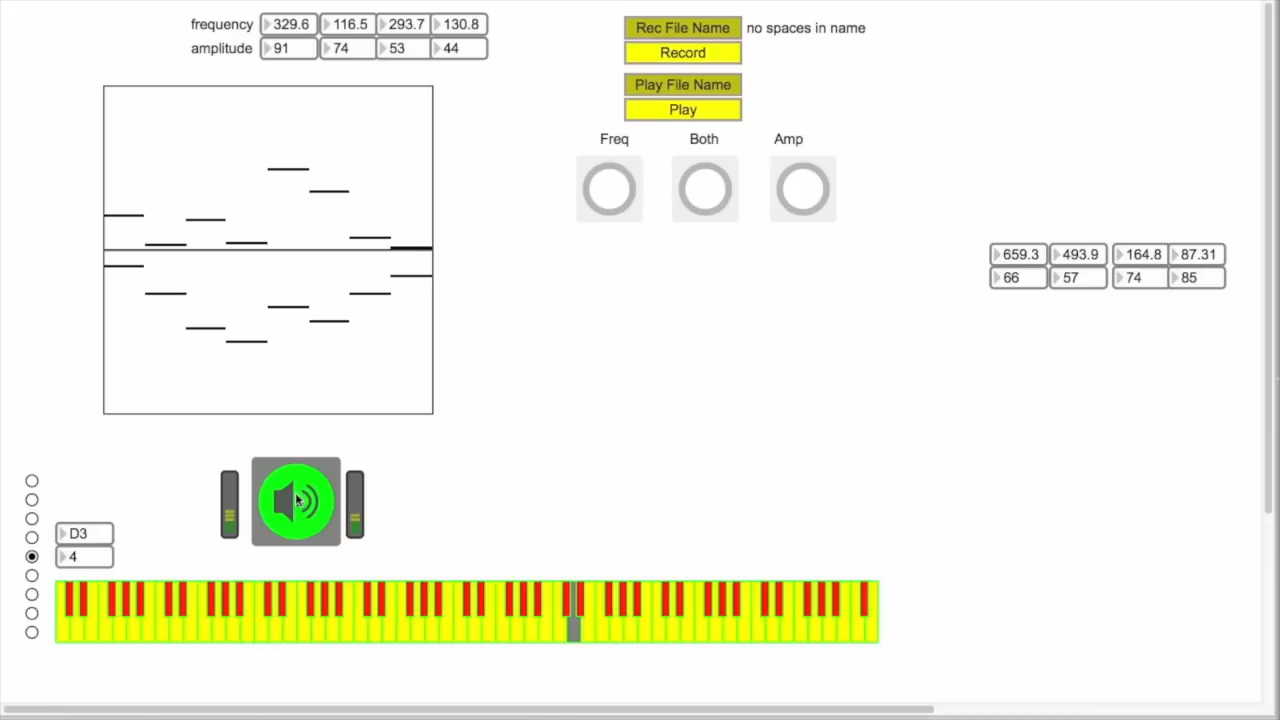 frequency 329.6 116.5 293.7 130.8
amplitude 91 74 53 44
Rec File Name no spaces in name
Record
Play File Name
Play
Freq Both Amp
659.3 493.9 164.8 87.31
66 57 74 85
D3
4